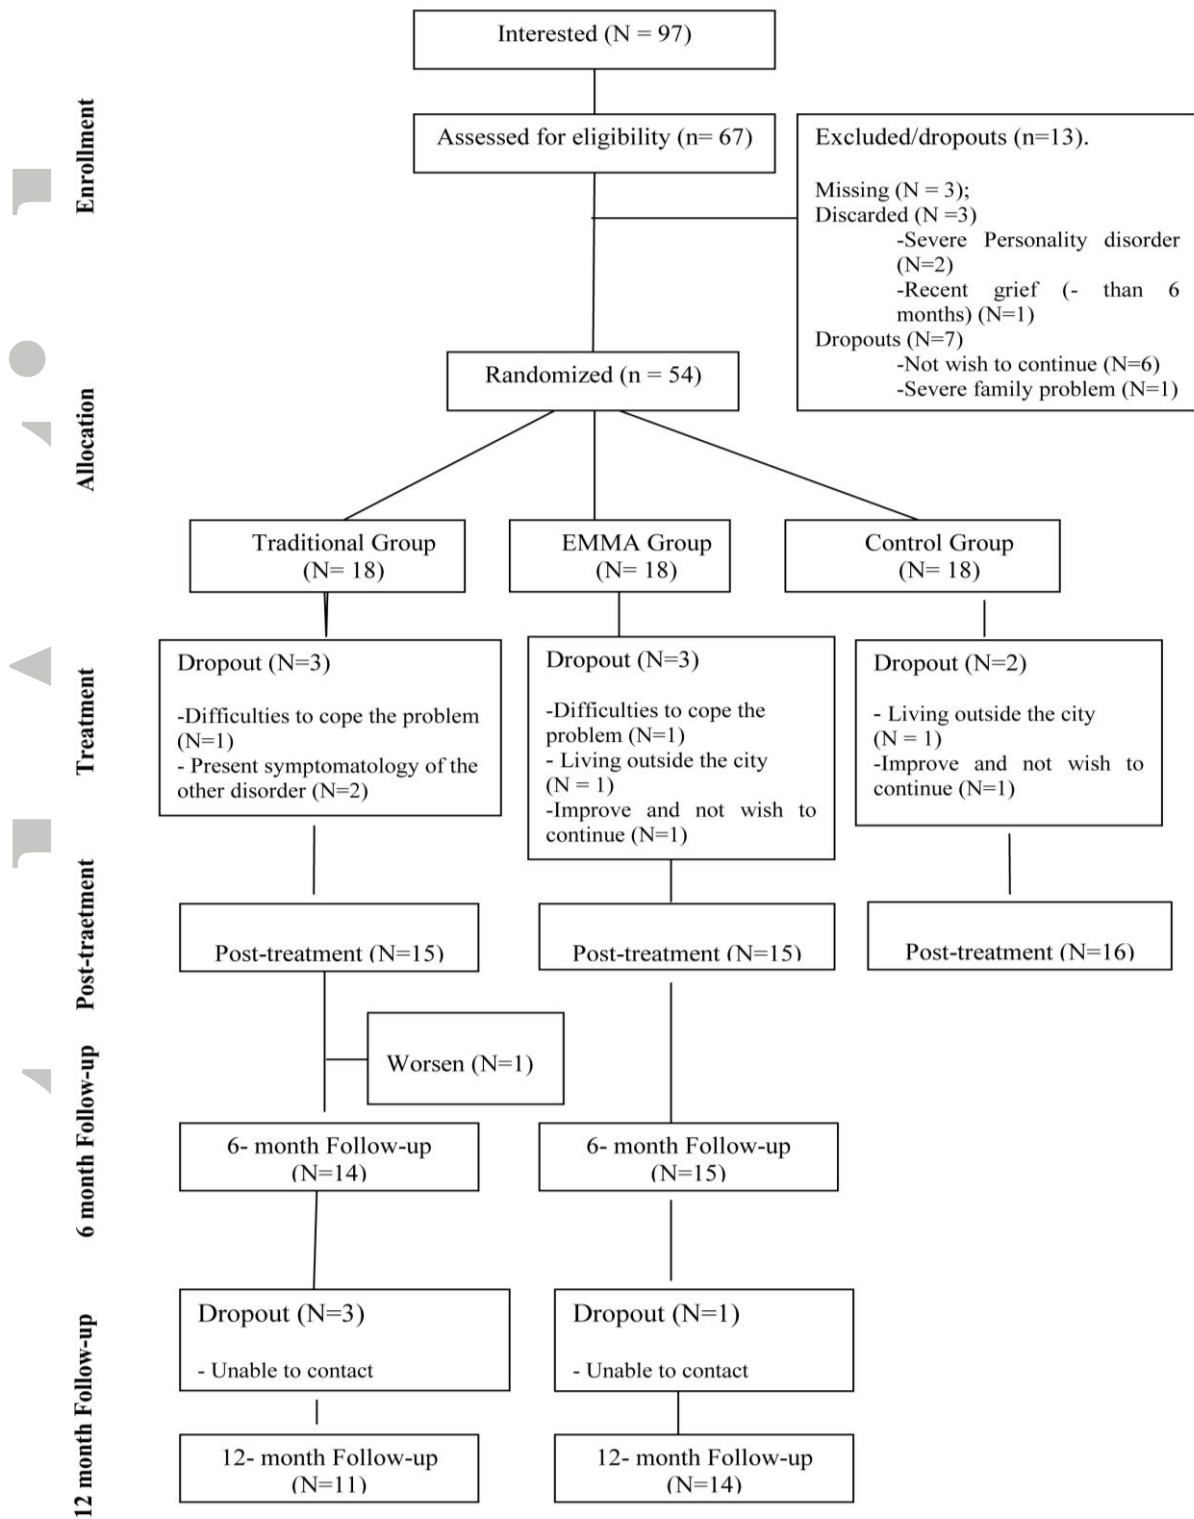 Interested (N = 97)
Enrollment
Assessed for eligibility (n= 67)
Excluded/dropouts (n=13).
Missing (N = 3);
Discarded (N =3)
-Severe Personality disorder
(N=2)
-Recent grief (- than 6
months) (N=1)
Dropouts (N=7)
-Not wish to continue (N=6)
-Severe family problem (N=1)
Allocation
Randomized (n = 54)
Traditional Group
(N= 18)
EMMA Group
(N= 18)
Control Group
(N= 18)
Treatment
Dropout (N=3)
-Difficulties to cope the problem
(N=1)
- Present symptomatology of the
other disorder (N=2)
Dropout (N=3)
-Difficulties to cope the
problem (N=1)
- Living outside the city
(N = 1)
-Improve and not wish to
continue (N=1)
Dropout (N=2)
- Living outside the city
(N = 1)
-Improve and not wish to
continue (N=1)
Post-traetment
Post-treatment (N=15)
Post-treatment (N=15)
Post-treatment (N=16)
6 month Follow-up
Worsen (N=1)
6- month Follow-up
(N=14)
6- month Follow-up
(N=15)
12 month Follow-up
Dropout (N=3)
- Unable to contact
Dropout (N=1)
- Unable to contact
12- month Follow-up
(N=11)
12- month Follow-up
(N=14)